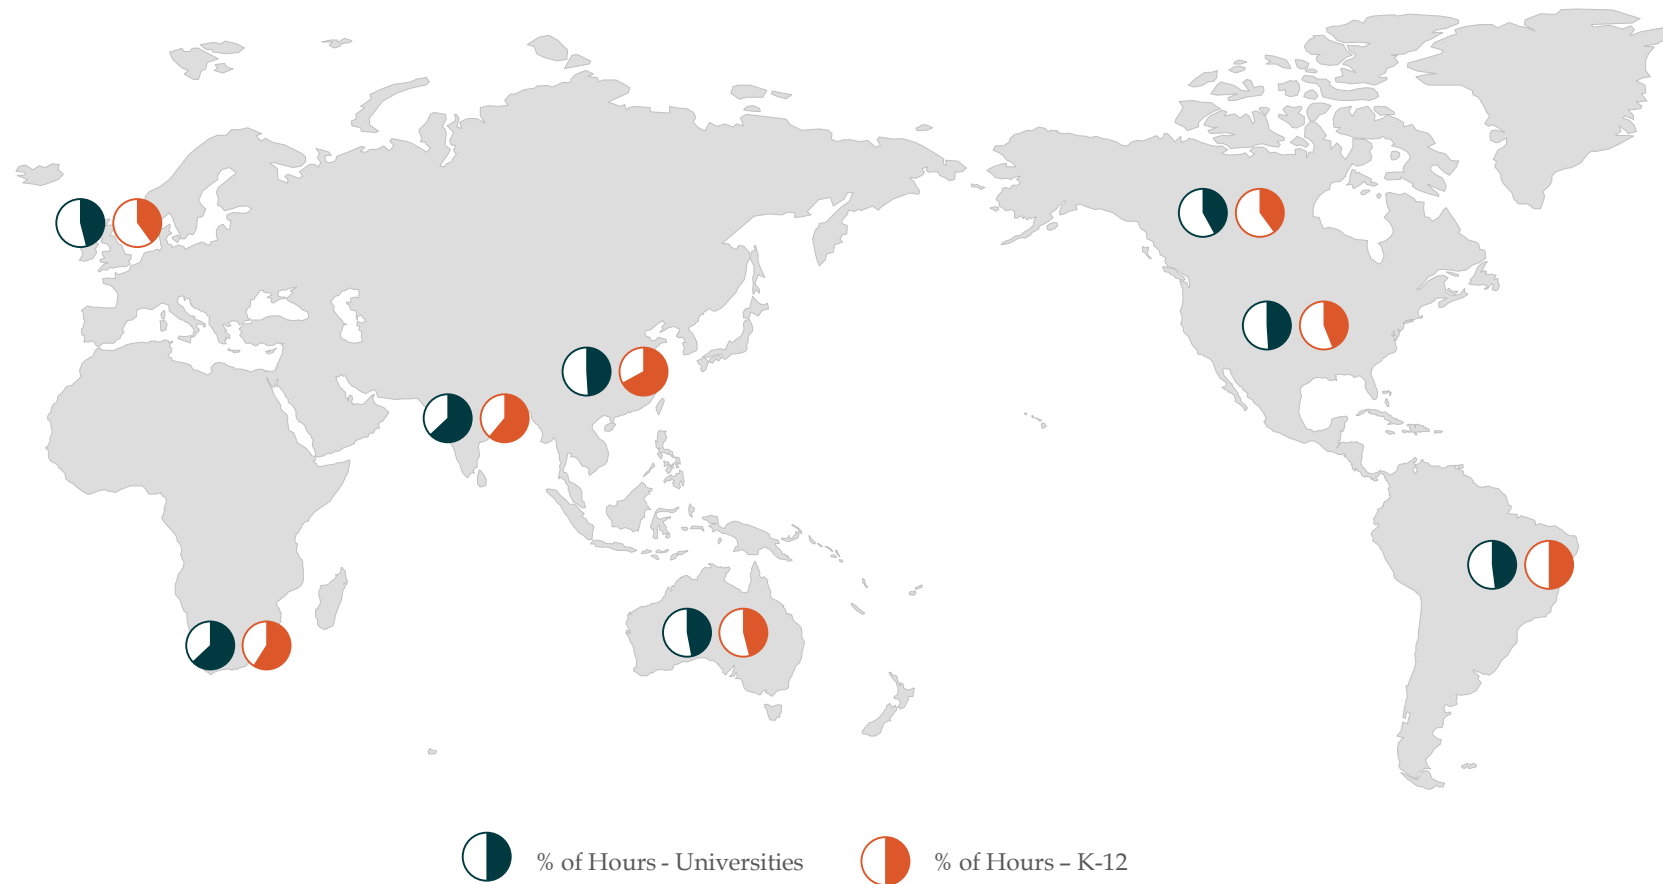 % of Hours - Universities
% of Hours – K-12